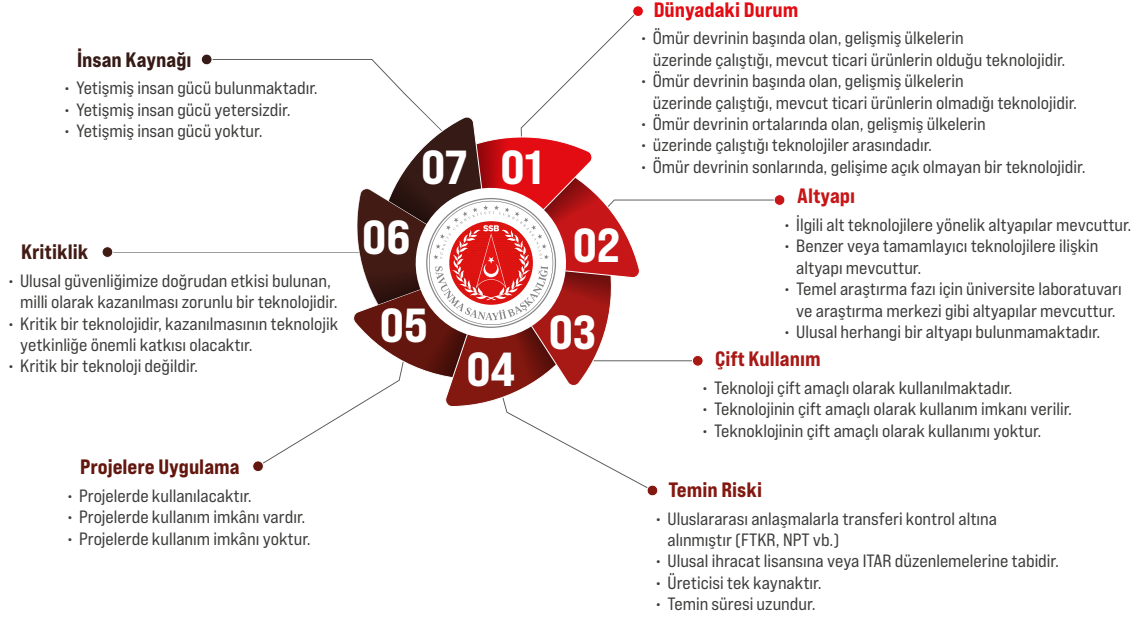 01
Dünyadaki Durum
· Ömür devrinin başında olan, gelişmiş ülkelerin
üzerinde çalıştığı, mevcut ticari ürünlerin olduğu teknolojidir.
· Ömür devrinin başında olan, gelişmiş ülkelerin
üzerinde çalıştığı, mevcut ticari ürünlerin olmadığı teknolojidir.
· Ömür devrinin ortalarında olan, gelişmiş ülkelerin
· üzerinde çalıştığı teknolojiler arasındadır.
· Ömür devrinin sonlarında, gelişime açık olmayan bir teknolojidir.
02
Altyapı
· İlgili alt teknolojilere yönelik altyapılar mevcuttur.
· Benzer veya tamamlayıcı teknolojilere ilişkin
altyapı mevcuttur.
· Temel araştırma fazı için üniversite laboratuvarı
ve araştırma merkezi gibi altyapılar mevcuttur.
· Ulusal herhangi bir altyapı bulunmamaktadır.
03
Çift Kullanım
· Teknoloji çift amaçlı olarak kullanılmaktadır.
· Teknolojinin çift amaçlı olarak kullanım imkanı verilir.
· Teknoklojinin çift amaçlı olarak kullanımı yoktur.
04
Temin Riski
· Uluslararası anlaşmalarla transferi kontrol altına
alınmıştır (FTKR, NPT vb.)
· Ulusal ihracat lisansına veya ITAR düzenlemelerine tabidir.
· Üreticisi tek kaynaktır.
· Temin süresi uzundur.
05
Projelere Uygulama
· Projelerde kullanılacaktır.
· Projelerde kullanım imkânı vardır.
· Projelerde kullanım imkânı yoktur.
06
Kritiklik
· Ulusal güvenliğimize doğrudan etkisi bulunan,
milli olarak kazanılması zorunlu bir teknolojidir.
· Kritik bir teknolojidir, kazanılmasının teknolojik
yetkinliğe önemli katkısı olacaktır.
· Kritik bir teknoloji değildir.
07
İnsan Kaynağı
· Yetişmiş insan gücü bulunmaktadır.
· Yetişmiş insan gücü yetersizdir.
· Yetişmiş insan gücü yoktur.
SSB
SAVUNMA SANAYİİ BAŞKANLIĞI